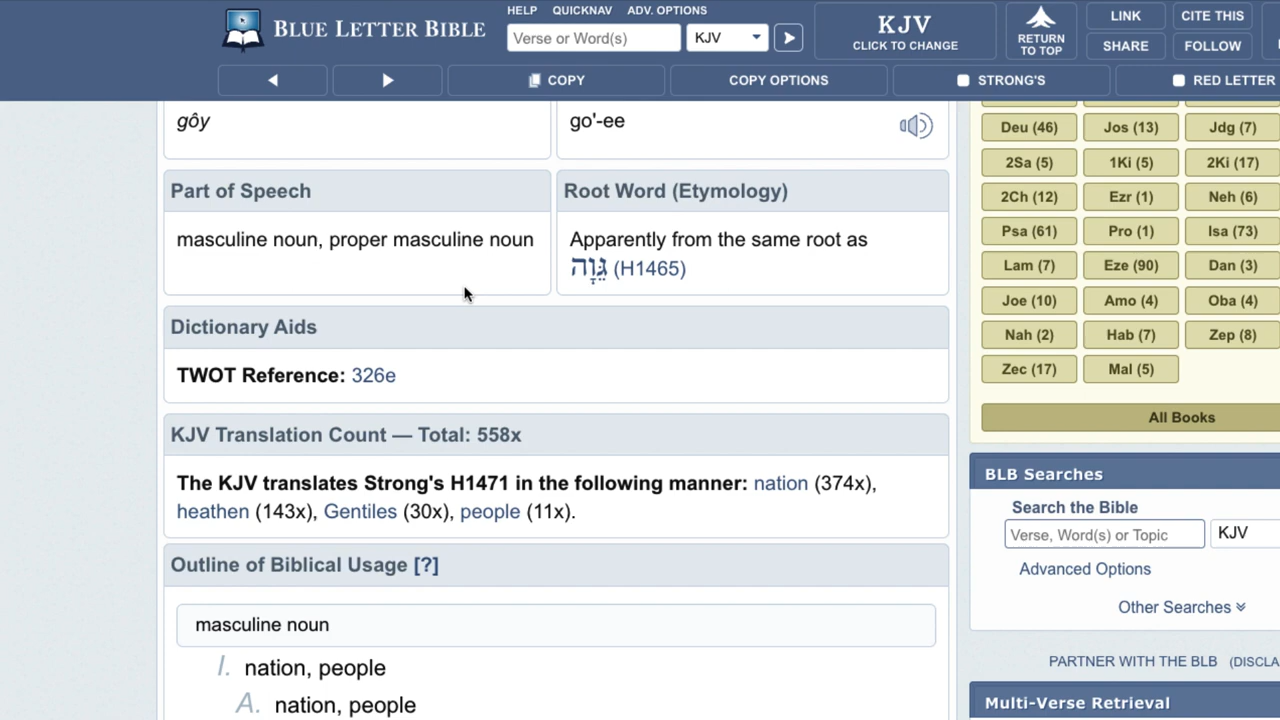 HELP QUICKNAV ADV. OPTIONS
BLUE LETTER BIBLE
Verse or Word(s)
KJV
KJV
CLICK TO CHANGE
RETURN
TO TOP
LINK
CITE THIS
SHARE
FOLLOW
COPY
COPY OPTIONS
STRONG'S
RED LETTER
gôy
go'-ee
Part of Speech
masculine noun, proper masculine noun
Root Word (Etymology)
Apparently from the same root as
גֵּוָה (H1465)
Dictionary Aids
TWOT Reference: 326e
KJV Translation Count — Total: 558x
The KJV translates Strong's H1471 in the following manner: nation (374x),
heathen (143x), Gentiles (30x), people (11x).
Outline of Biblical Usage [?]
masculine noun
I. nation, people
A. nation, people
Deu (46) Jos (13) Jdg (7)
2Sa (5) 1Ki (5) 2Ki (17)
2Ch (12) Ezr (1) Neh (6)
Psa (61) Pro (1) Isa (73)
Lam (7) Eze (90) Dan (3)
Joe (10) Amo (4) Oba (4)
Nah (2) Hab (7) Zep (8)
Zec (17) Mal (5)
All Books
BLB Searches
Search the Bible
Verse, Word(s) or Topic
KJV
Advanced Options
Other Searches
PARTNER WITH THE BLB (DISCLA
Multi-Verse Retrieval